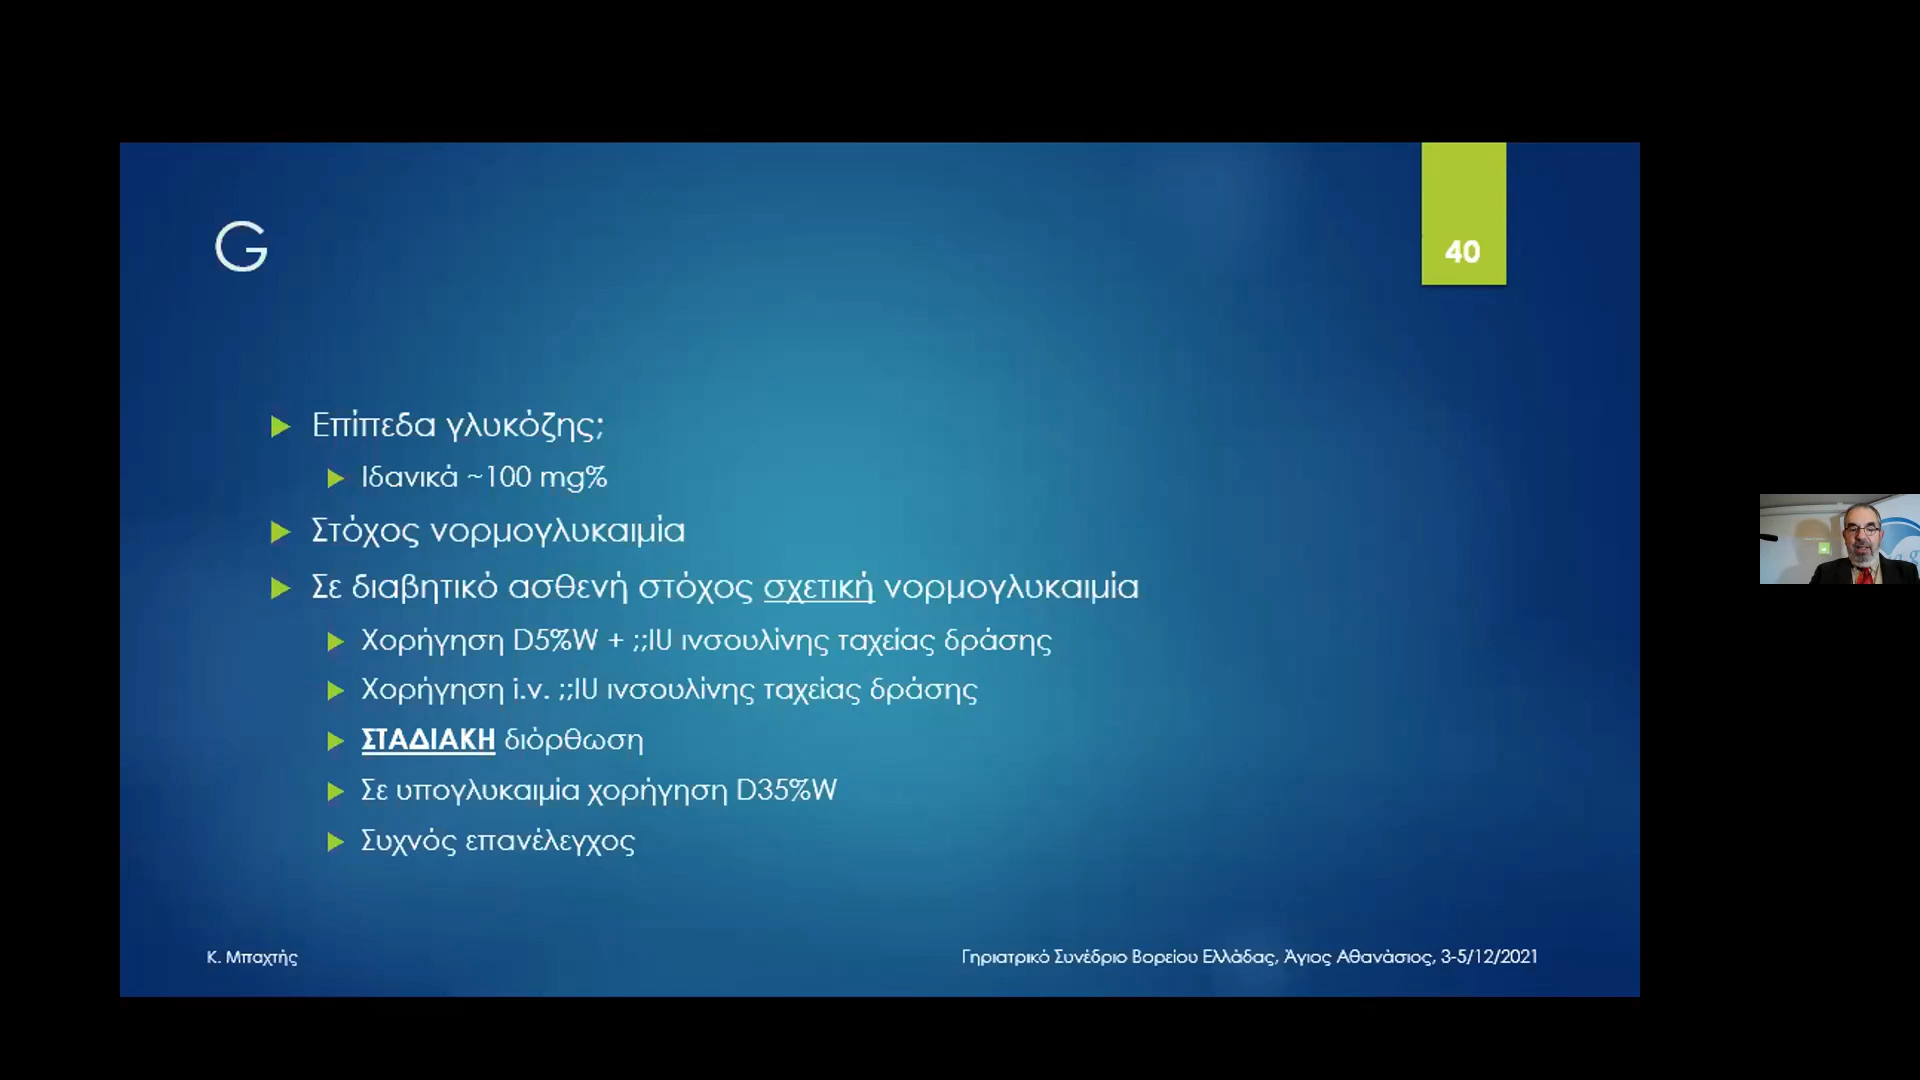 G
40
Επίπεδα γλυκόζης;
Ιδανικά ~100 mg%
Στόχος νορμογλυκαιμία
Σε διαβητικό ασθενή στόχος σχετική νορμογλυκαιμία
Χορήγηση D5%W + ;;IU ινσουλίνης ταχείας δράσης
Χορήγηση i.v. ;;IU ινσουλίνης ταχείας δράσης
ΣΤΑΔΙΑΚΗ διόρθωση
Σε υπογλυκαιμία χορήγηση D35%W
Συχνός επανέλεγχος
Κ. Μπαχτής
Γηριατρικό Συνέδριο Βορείου Ελλάδας, Άγιος Αθανάσιος, 3-5/12/2021